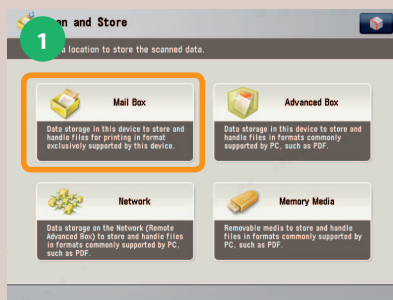 1
an and Store
a location to store the scanned data.
Mail Box
Data storage in this device to store and
handle files for printing in format
exclusively supported by this device.
Advanced Box
Data storage in this device to store and
handle files in formats commonly
supported by PC, such as PDF.
Network
Data storage on the Network (Remote
Advanced Box) to store and handle files
in formats commonly supported by PC,
such as PDF.
Memory Media
Removable media to store and handle
files in formats commonly supported by
PC, such as PDF.